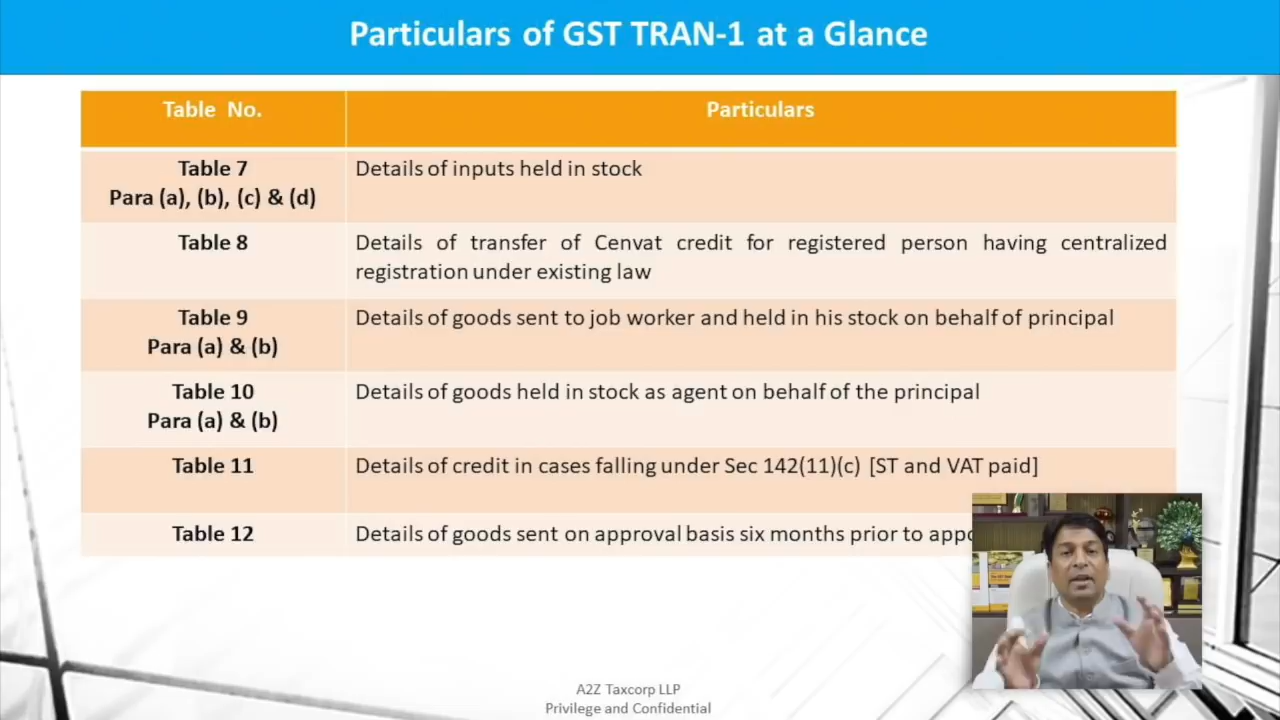 Particulars of GST TRAN-1 at a Glance
Table No.
Particulars
Table 7
Para (a), (b), (c) & (d)
Details of inputs held in stock
Table 8
Details of transfer of Cenvat credit for registered person having centralized
registration under existing law
Table 9
Para (a) & (b)
Details of goods sent to job worker and held in his stock on behalf of principal
Table 10
Para (a) & (b)
Details of goods held in stock as agent on behalf of the principal
Table 11
Details of credit in cases falling under Sec 142(11)(c) [ST and VAT paid]
Table 12
Details of goods sent on approval basis six months prior to
A2Z Taxcorp LLP
Privilege and Confidential